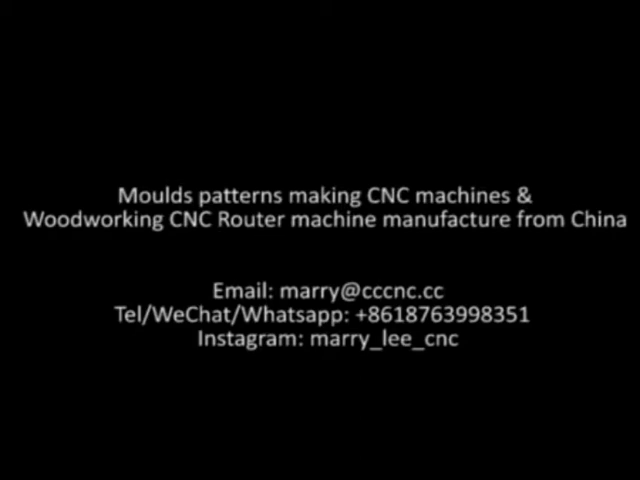 Moulds patterns making CNC machines &
Woodworking CNC Router machine manufacture from China
Email: marry@cccnc.cc
Tel/WeChat/Whatsapp: +8618763998351
Instagram: marry_lee_cnc